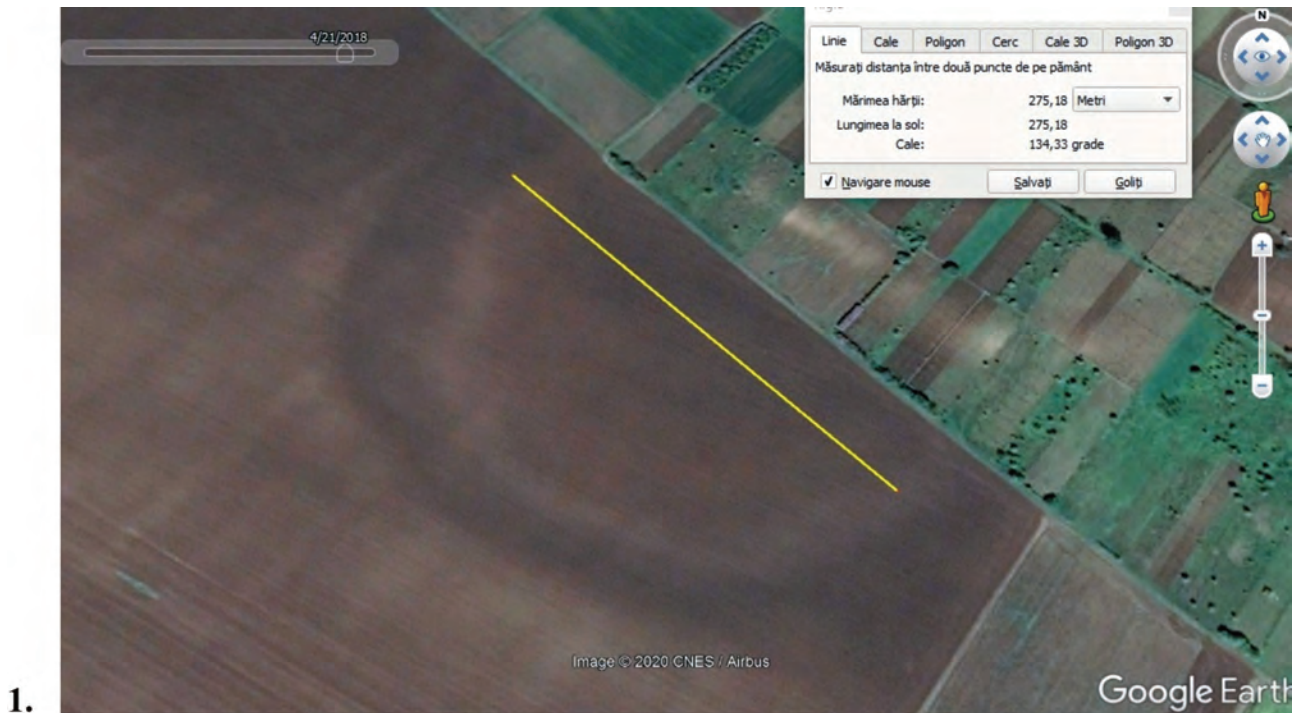 4/21/2018
Linie Cale Poligon Cerc Cale 3D Poligon 3D
Măsurați distanța între două puncte de pe pământ
Mărimea hărții: 275,18 Metri
Lungimea la sol: 275,18
Cale: 134,33 grade
Navigare mouse Salvați Goliți
N
Image © 2020 CNES / Airbus
Google Earth
1.